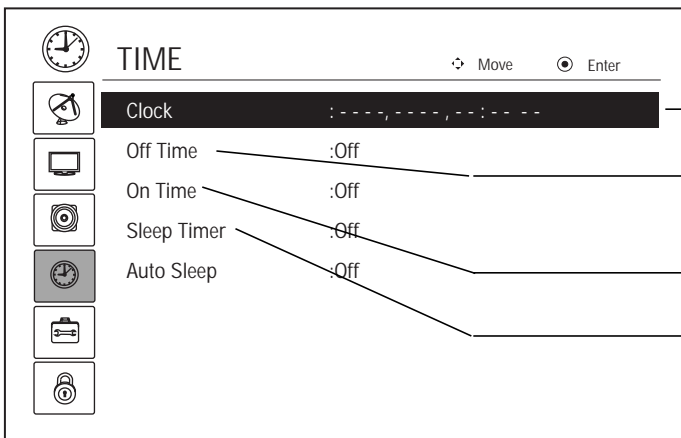 TIME Move Enter
Clock : - - - -, - - - - , - - : - - - -
Off Time :Off
On Time :Off
Sleep Timer :Off
Auto Sleep :Off